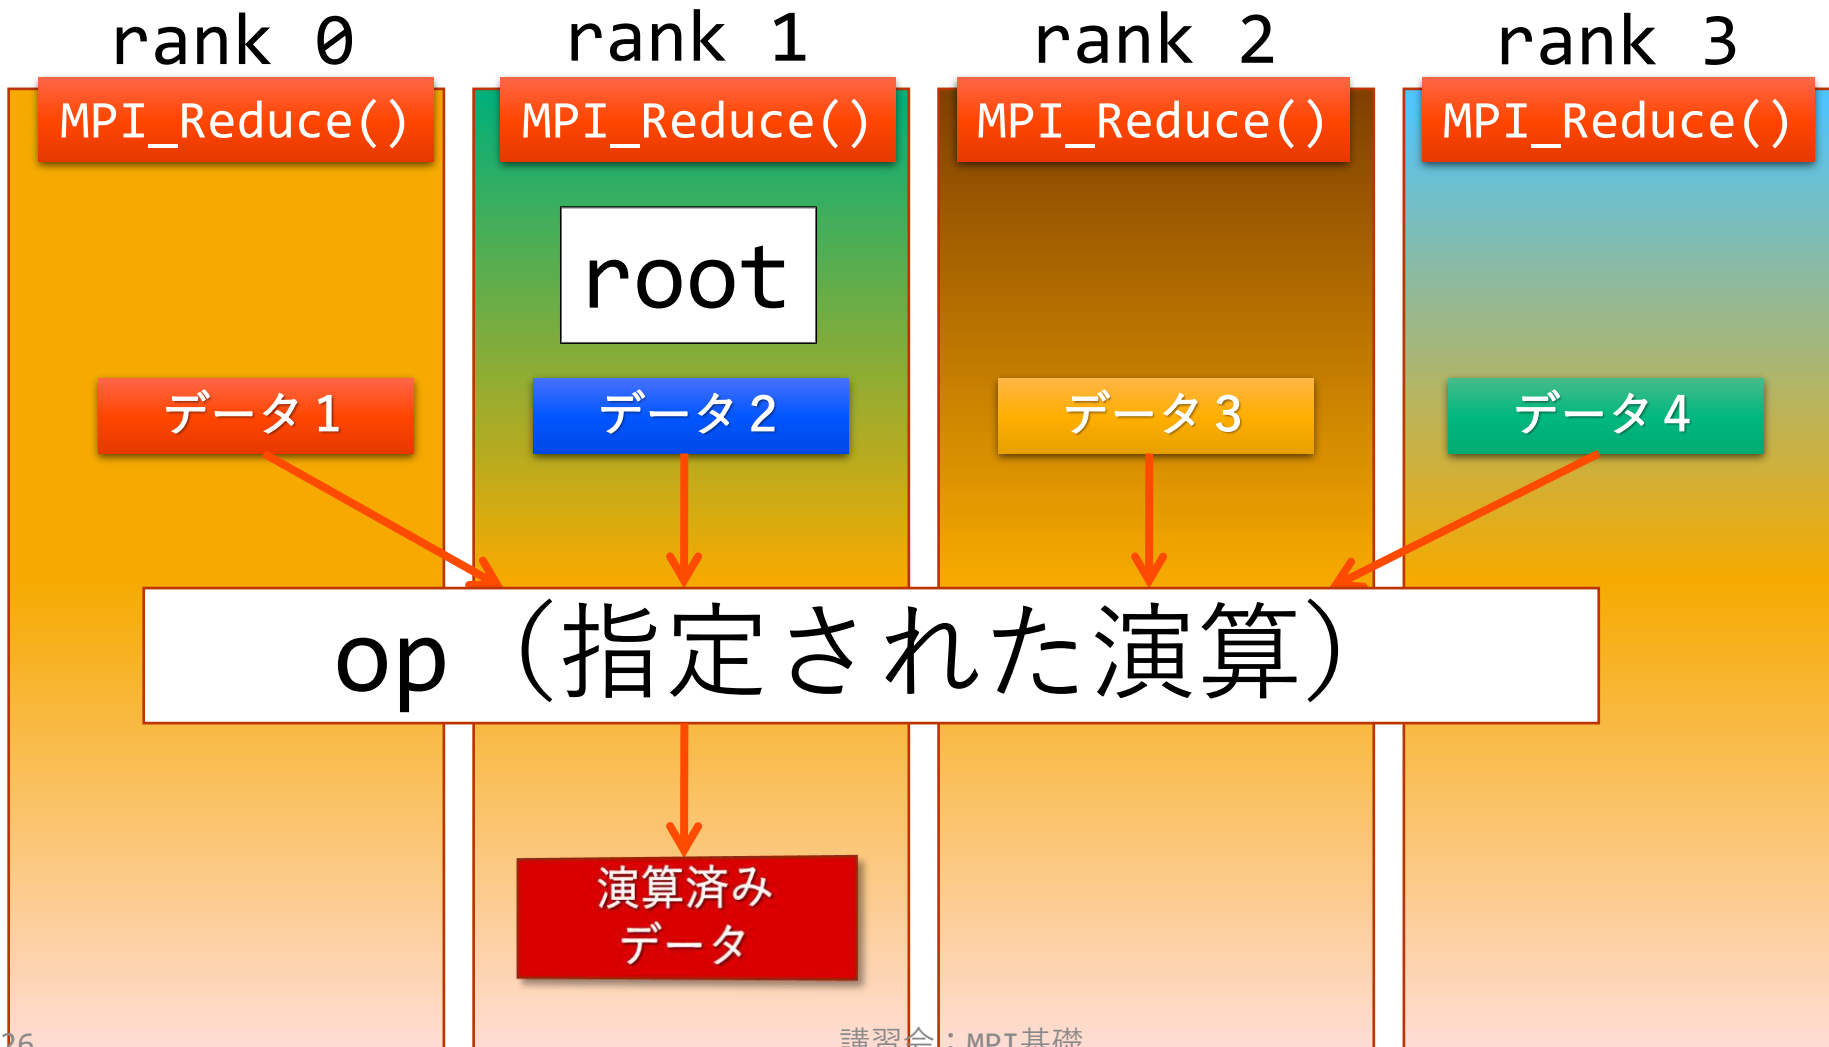 rank 0 rank 1 rank 2 rank 3
MPI_Reduce() MPI_Reduce() MPI_Reduce() MPI_Reduce()
root
データ１ データ２ データ３ データ４
op（指定された演算）
演算済み
データ
26 講習会：MPI基礎